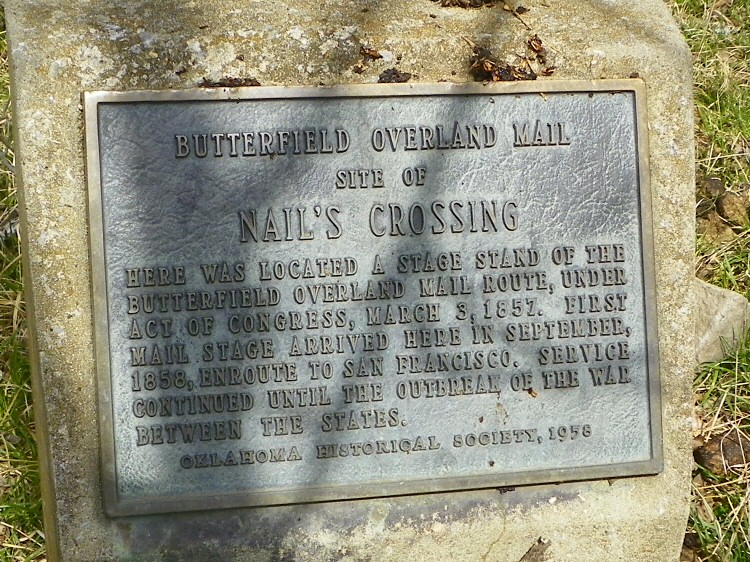 BUTTERFIELD OVERLAND MAIL
SITE OF
NAIL'S CROSSING
HERE WAS LOCATED A STAGE STAND OF THE
BUTTERFIELD OVERLAND MAIL ROUTE, UNDER
ACT OF CONGRESS, MARCH 3, 1857. FIRST
MAIL STAGE ARRIVED HERE IN SEPTEMBER,
1858, ENROUTE TO SAN FRANCISCO. SERVICE
CONTINUED UNTIL THE OUTBREAK OF THE WAR
BETWEEN THE STATES.
OKLAHOMA HISTORICAL SOCIETY, 1958